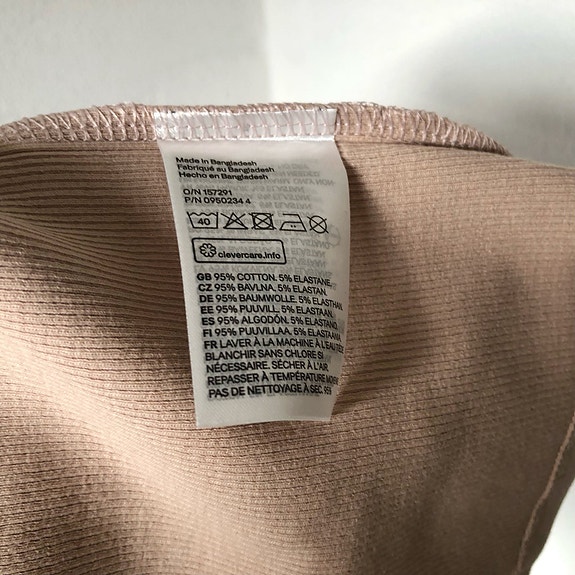 Made in Bangladesh
Fabriqué au Bangladesh
Hecho en Bangladesh
O/N 157291
P/N 0950234 4
40
clevercare.info
GB 95% COTTON. 5% ELASTANE.
CZ 95% BAVLNA. 5% ELASTAN.
DE 95% BAUMWOLLE. 5% ELASTHAN.
EE 95% PUUVILL. 5% ELASTAAN.
ES 95% ALGODÓN. 5% ELASTANO.
FI 95% PUUVILLAA. 5% ELASTAANIA
FR LAVER À LA MACHINE À L'EAU
BLANCHIR SANS CHLORE SI
NÉCESSAIRE. SÉCHER À L'AIR.
REPASSER À TEMPÉRATURE
PAS DE NETTOYAGE À SEC.